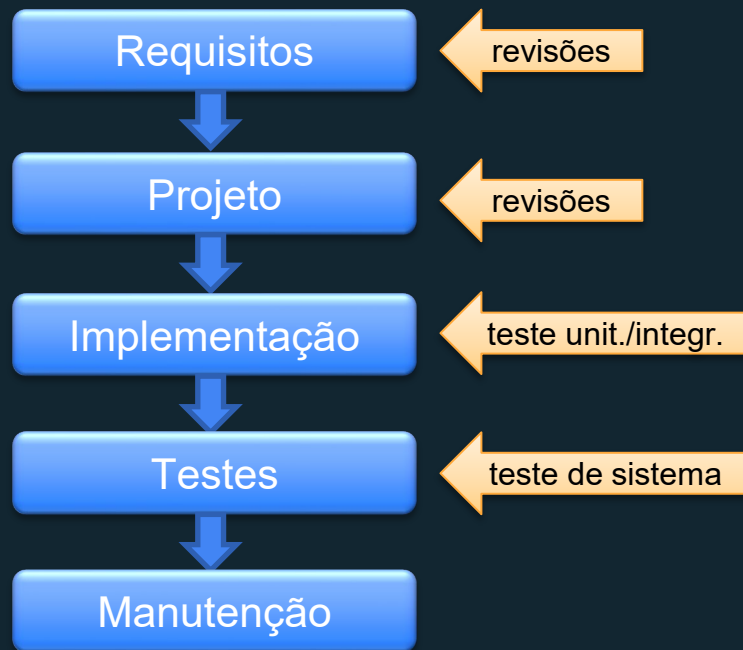 Requisitos
revisões
Projeto
revisões
Implementação
teste unit./integr.
Testes
teste de sistema
Manutenção